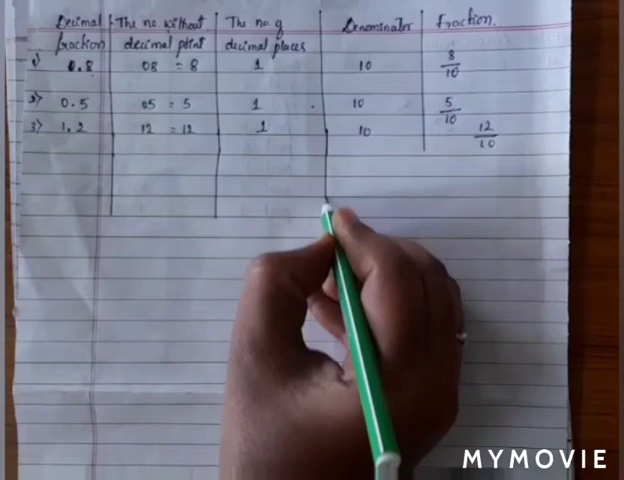 Decimal fraction | The no. without decimal point | The no. of decimal places | Denominator | Fraction.
1) 0.8 | 08 = 8 | 1 | 10 | 8/10
2) 0.5 | 05 = 5 | 1 | 10 | 5/10
3) 1.2 | 12 = 12 | 1 | 10 | 12/10
MYMOVIE